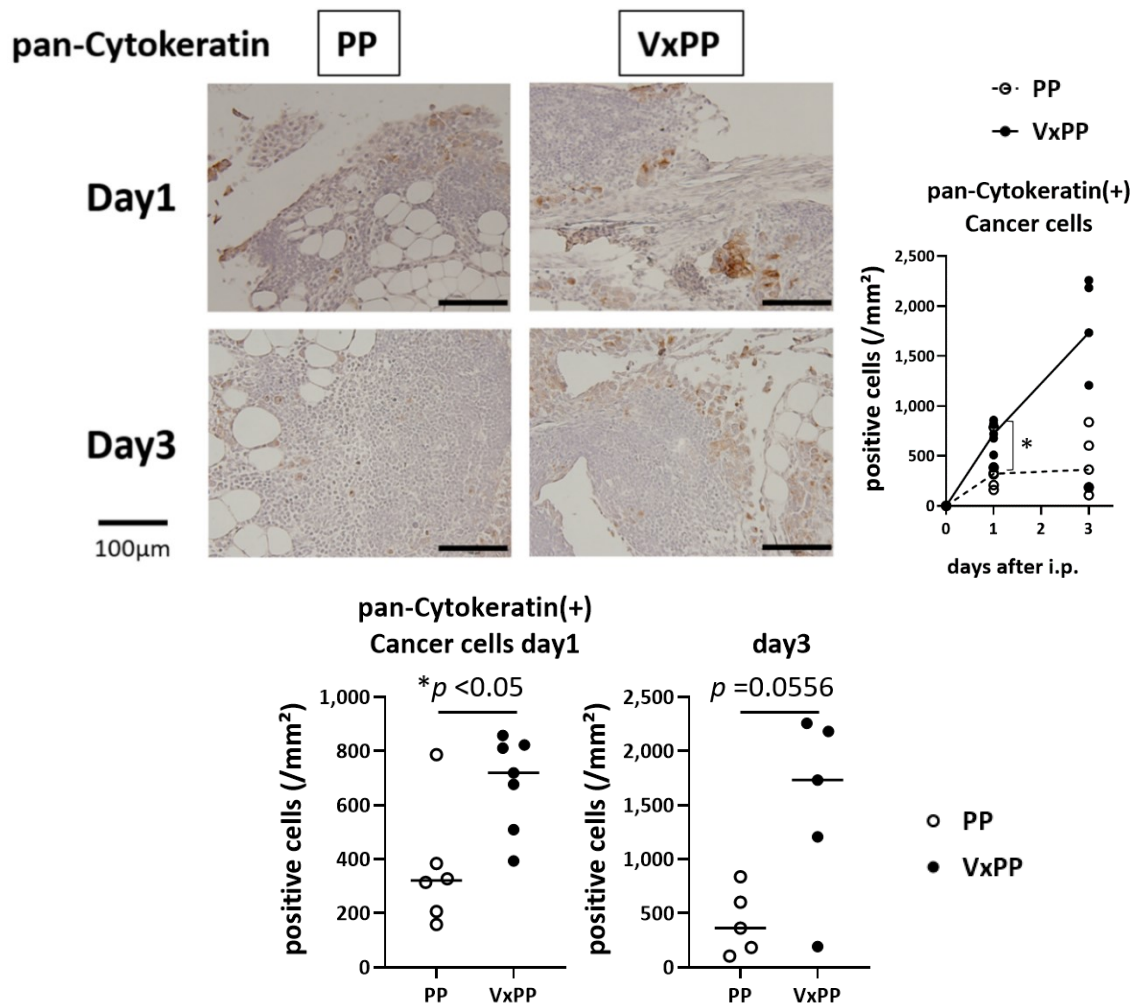 pan-Cytokeratin
PP
VxPP
Day1
Day3
100μm
PP
VxPP
pan-Cytokeratin(+)
Cancer cells
positive cells (/mm²)
2,500
2,000
1,500
1,000
500
0
*
0 1 2 3
days after i.p.
pan-Cytokeratin(+)
Cancer cells day1
*p <0.05
positive cells (/mm²)
1,000
800
600
400
200
0
PP VxPP
day3
p =0.0556
positive cells (/mm²)
2,500
2,000
1,500
1,000
500
0
PP VxPP
PP
VxPP